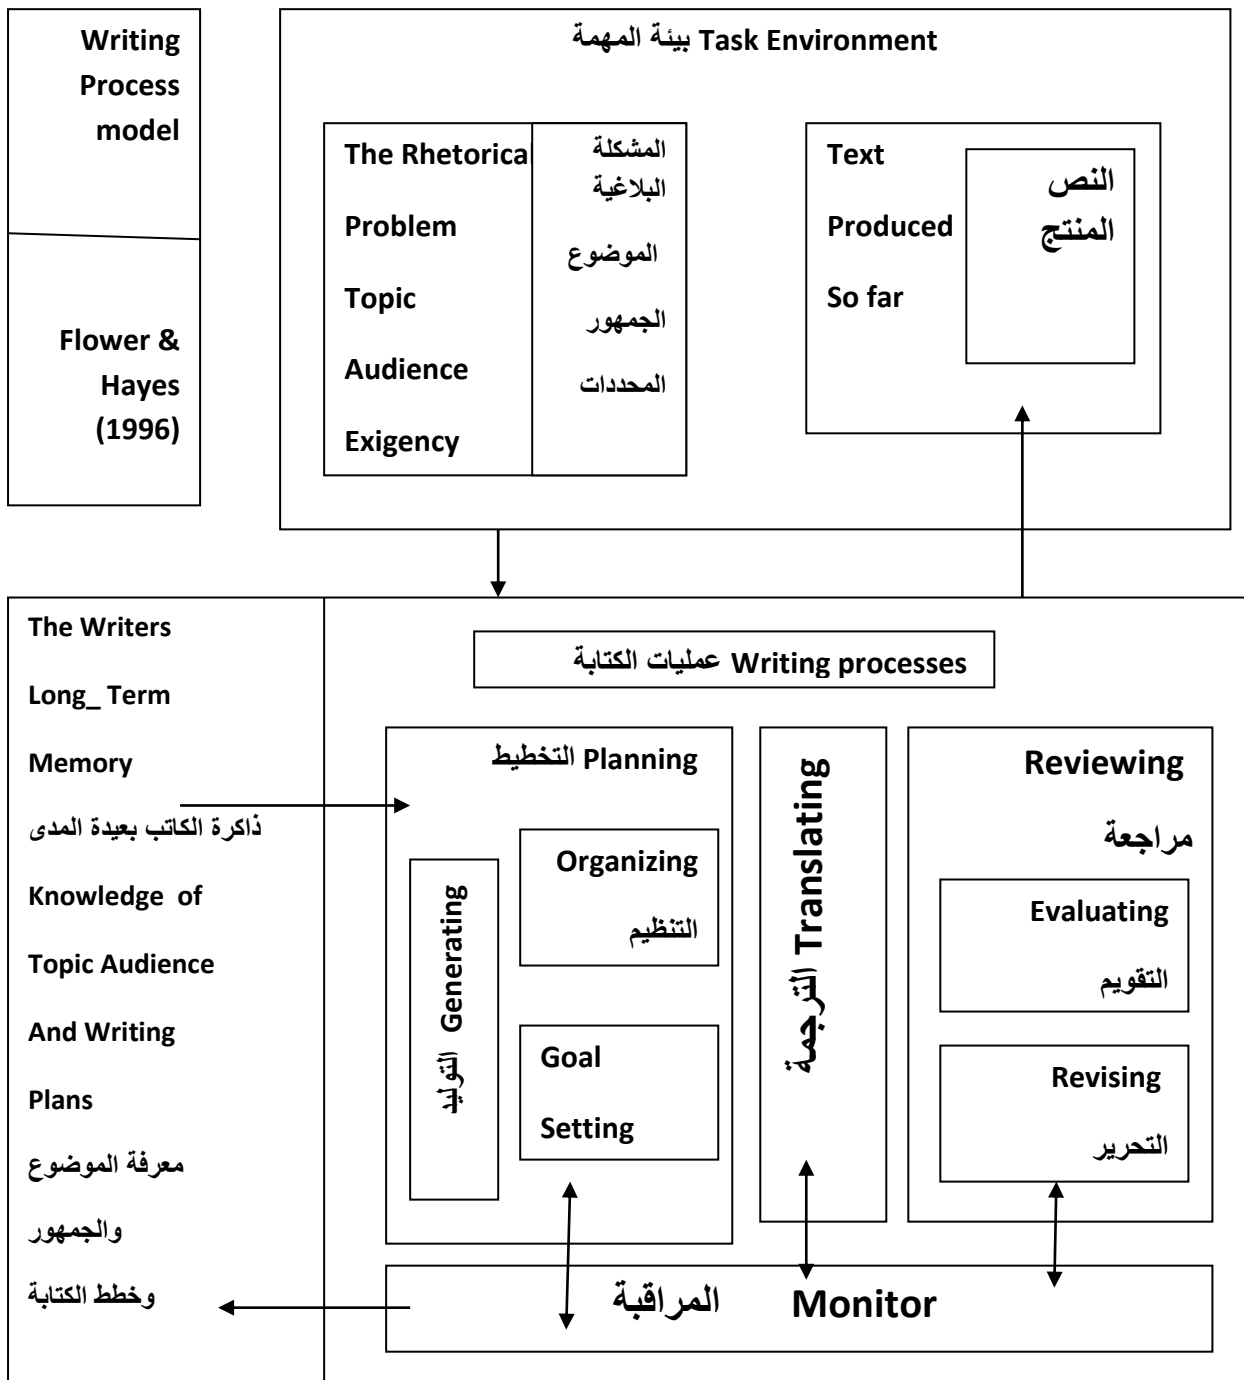 Writing
Process
model
Flower &
Hayes
(1996)
بيئة المهمة Task Environment
The Rhetorical
Problem
Topic
Audience
Exigency
المشكلة
البلاغية
الموضوع
الجمهور
المحددات
Text
Produced
So far
النص
المنتج
The Writers
Long_ Term
Memory
ذاكرة الكاتب بعيدة المدى
Knowledge of
Topic Audience
And Writing
Plans
معرفة الموضوع
والجمهور
وخطط الكتابة
عمليات الكتابة Writing processes
التخطيط Planning
التوليد Generating
Organizing
التنظيم
Goal
Setting
الترجمة Translating
Reviewing
مراجعة
Evaluating
التقويم
Revising
التحرير
المراقبة Monitor